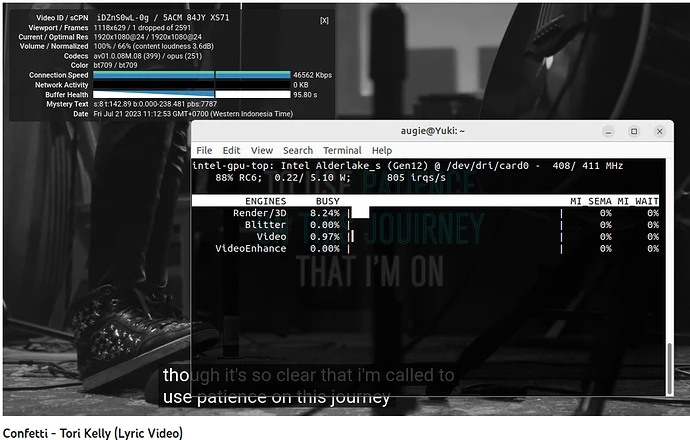 Video ID / sCPN iDZnS0wL-0g / 5ACM 84JY XS71 [X]
Viewport / Frames 1118x629 / 1 dropped of 2591
Current / Optimal Res 1920x1080@24 / 1920x1080@24
Volume / Normalized 100% / 66% (content loudness 3.6dB)
Codecs av01.0.08M.08 (399) / opus (251)
Color bt709 / bt709
Connection Speed 46562 Kbps
Network Activity 0 KB
Buffer Health 95.80 s
Mystery Text s:8 t:142.89 b:0.000-238.481 pbs:7787
Date Fri Jul 21 2023 11:12:53 GMT+0700 (Western Indonesia Time)
augie@Yuki: ~
File Edit View Search Terminal Help
intel-gpu-top: Intel Alderlake_s (Gen12) @ /dev/dri/card0 - 408/ 411 MHz
88% RC6; 0.22/ 5.10 W; 805 irqs/s
ENGINES BUSY MI_SEMA MI_WAIT
Render/3D 8.24% | | 0% 0%
Blitter 0.00% | | 0% 0%
Video 0.97% | | 0% 0%
VideoEnhance 0.00% | | 0% 0%
PATIENCE
JOUIRNEY
THAT I'M ON
though it's so clear that i'm called to
use patience on this journey
Confetti - Tori Kelly (Lyric Video)